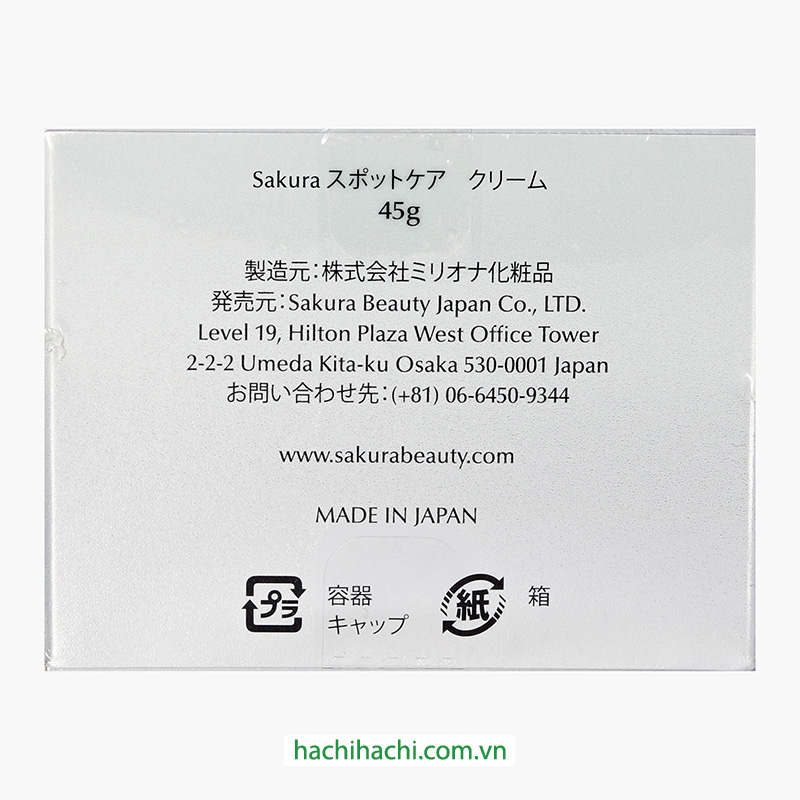 Sakura スポットケア　クリーム
45g
製造元：株式会社ミリオナ化粧品
発売元：Sakura Beauty Japan Co., LTD.
Level 19, Hilton Plaza West Office Tower
2-2-2 Umeda Kita-ku Osaka 530-0001 Japan
お問い合わせ先：(+81) 06-6450-9344
www.sakurabeauty.com
MADE IN JAPAN
プラ 容器 紙 箱
キャップ
hachihachi.com.vn